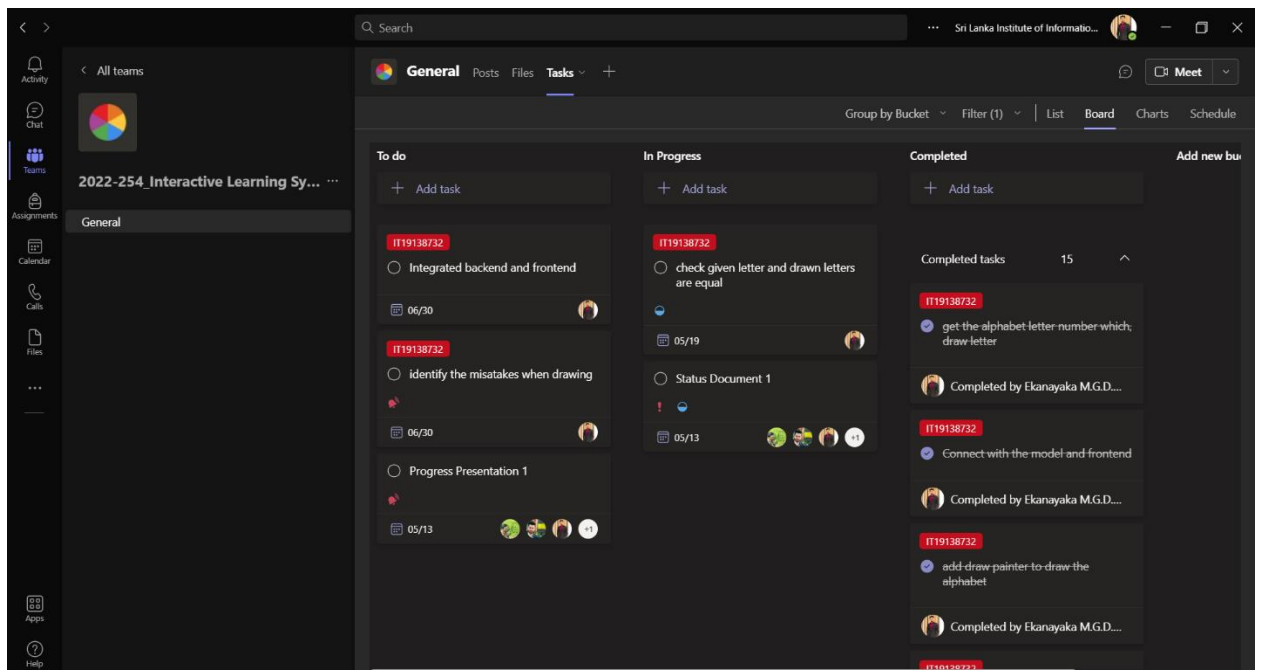 Search
Sri Lanka Institute of Informatio...
Activity
Chat
Teams
Assignments
Calendar
Calls
Files
Apps
Help
All teams
2022-254_Interactive Learning Sy...
General
General Posts Files Tasks
Meet
Group by Bucket Filter (1) List Board Charts Schedule
To do
Add task
IT19138732
Integrated backend and frontend
06/30
IT19138732
identify the misatakes when drawing
06/30
Progress Presentation 1
05/13
+1
In Progress
Add task
IT19138732
check given letter and drawn letters
are equal
05/19
Status Document 1
05/13
+1
Completed
Add task
Completed tasks 15
IT19138732
get the alphabet letter number which,
draw letter
Completed by Ekanayaka M.G.D....
IT19138732
Connect with the model and frontend
Completed by Ekanayaka M.G.D....
IT19138732
add draw painter to draw the
alphabet
Completed by Ekanayaka M.G.D....
IT19138732
Add new bu